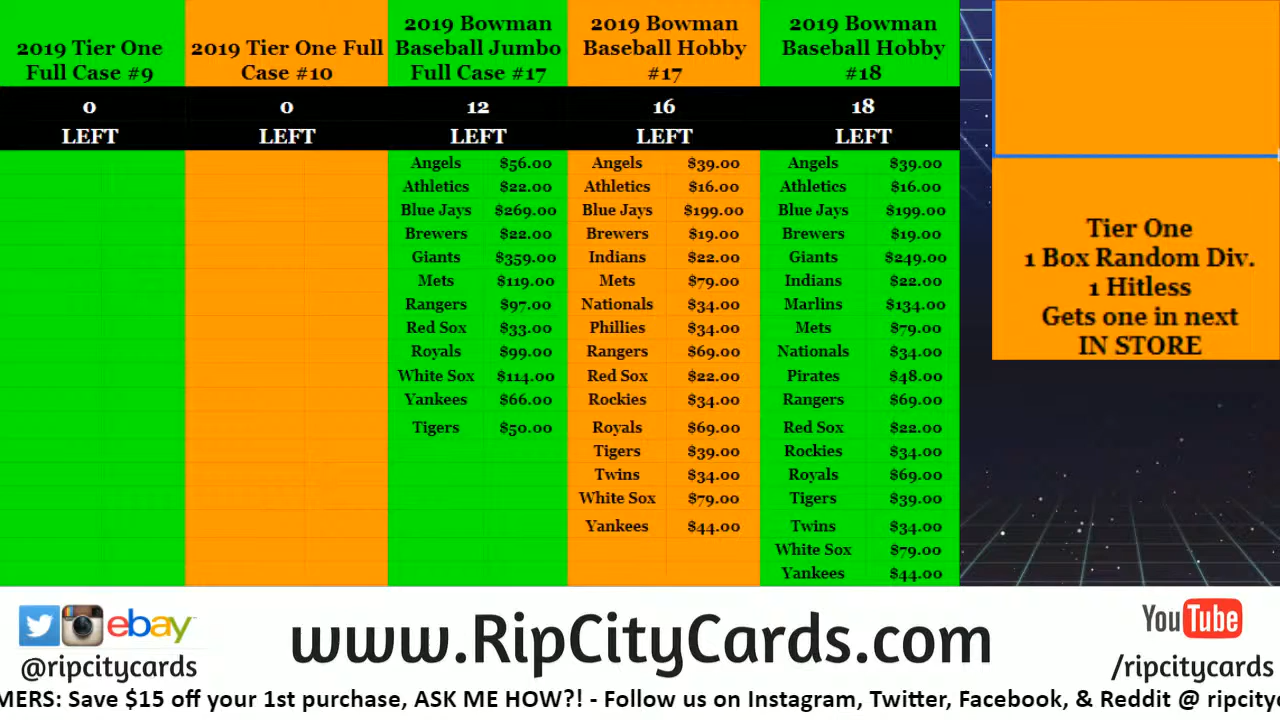 2019 Tier One
Full Case #9
0
LEFT
2019 Tier One Full
Case #10
0
LEFT
2019 Bowman
Baseball Jumbo
Full Case #17
12
LEFT
Angels $56.00
Athletics $22.00
Blue Jays $269.00
Brewers $22.00
Giants $359.00
Mets $119.00
Rangers $97.00
Red Sox $33.00
Royals $99.00
White Sox $114.00
Yankees $66.00
Tigers $50.00
2019 Bowman
Baseball Hobby
#17
16
LEFT
Angels $39.00
Athletics $16.00
Blue Jays $199.00
Brewers $19.00
Indians $22.00
Mets $79.00
Nationals $34.00
Phillies $34.00
Rangers $69.00
Red Sox $22.00
Rockies $34.00
Royals $69.00
Tigers $39.00
Twins $34.00
White Sox $79.00
Yankees $44.00
2019 Bowman
Baseball Hobby
#18
18
LEFT
Angels $39.00
Athletics $16.00
Blue Jays $199.00
Brewers $19.00
Giants $249.00
Indians $22.00
Marlins $134.00
Mets $79.00
Nationals $34.00
Pirates $48.00
Rangers $69.00
Red Sox $22.00
Rockies $34.00
Royals $69.00
Tigers $39.00
Twins $34.00
White Sox $79.00
Yankees $44.00
Tier One
1 Box Random Div.
1 Hitless
Gets one in next
IN STORE
ebay
@ripcitycards
www.RipCityCards.com
YouTube
/ripcitycards
MERS: Save $15 off your 1st purchase, ASK ME HOW?! - Follow us on Instagram, Twitter, Facebook, & Reddit @ ripcity